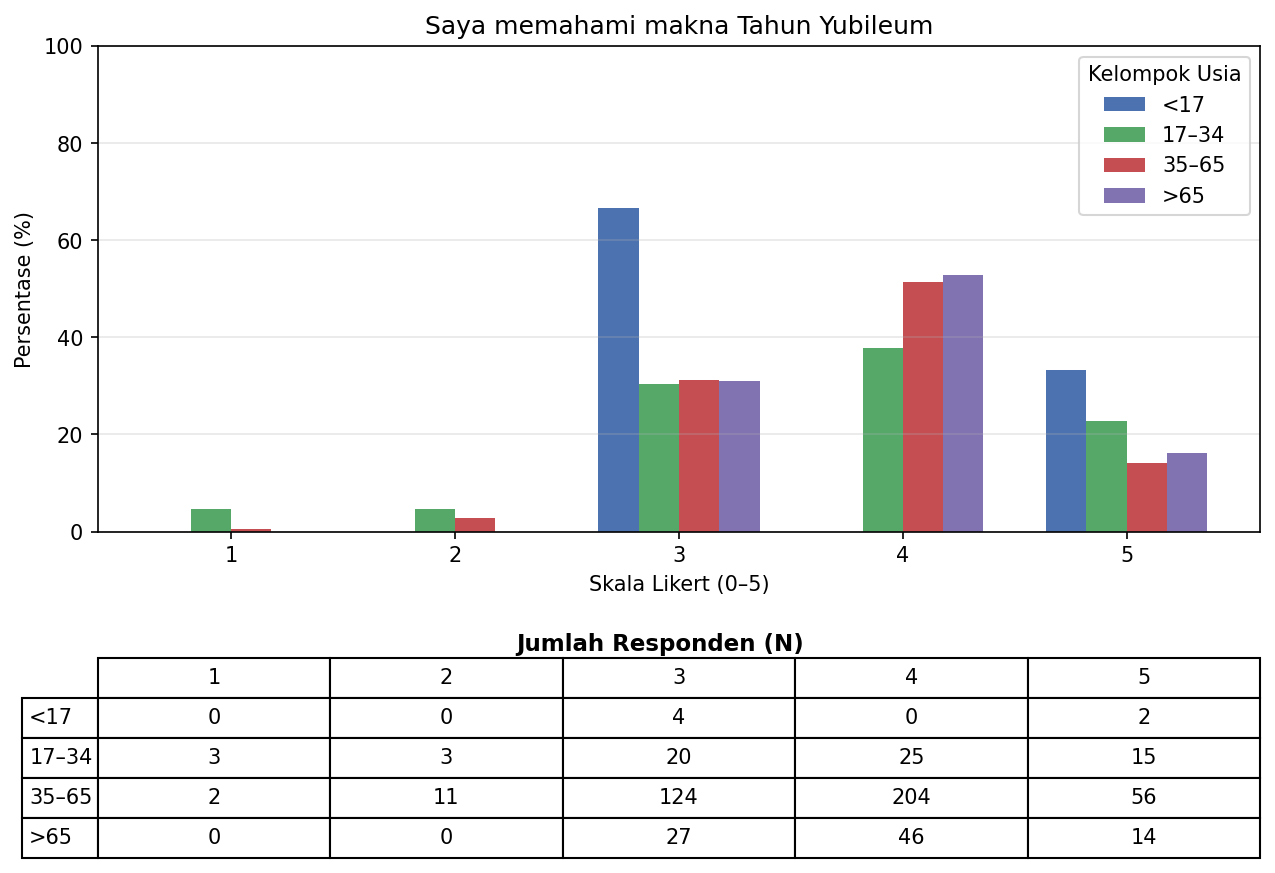 Saya memahami makna Tahun Yubileum
100
80
60
40
20
0
Persentase (%)
Kelompok Usia
<17
17–34
35–65
>65
1 2 3 4 5
Skala Likert (0–5)
Jumlah Responden (N)
1 2 3 4 5
<17 0 0 4 0 2
17–34 3 3 20 25 15
35–65 2 11 124 204 56
>65 0 0 27 46 14